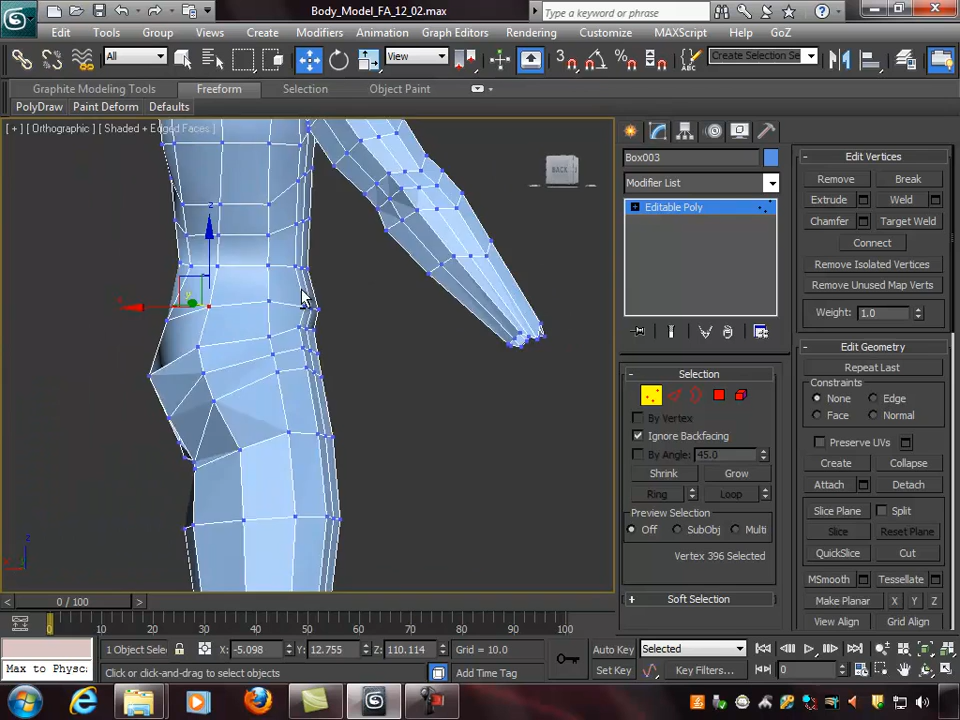 Body_Model_FA_12_02.max
Type a keyword or phrase
Edit Tools Group Views Create Modifiers Animation Graph Editors Rendering Customize MAXScript Help GoZ
All View 3 Create Selection Se
Graphite Modeling Tools Freeform Selection Object Paint
PolyDraw Paint Deform Defaults
[ + ] [ Orthographic ] [ Shaded + Edged Faces ]
BACK
Box003
Modifier List
Editable Poly
Selection
By Vertex
Ignore Backfacing
By Angle: 45.0
Shrink Grow
Ring Loop
Preview Selection
Off SubObj Multi
Vertex 396 Selected
Soft Selection
Edit Vertices
Remove Break
Extrude Weld
Chamfer Target Weld
Connect
Remove Isolated Vertices
Remove Unused Map Verts
Weight: 1.0
Edit Geometry
Repeat Last
Constraints
None Edge
Face Normal
Preserve UVs
Create Collapse
Attach Detach
Slice Plane Split
Slice Reset Plane
QuickSlice Cut
MSmooth Tessellate
Make Planar X Y Z
View Align Grid Align
z
0 / 100
0 10 20 30 40 50 60 70 80 90 100
1 Object Selec X: -5.098 Y: 12.755 Z: 110.114 Grid = 10.0 Auto Key Selected
Max to Physc Click or click-and-drag to select objects Add Time Tag Set Key Key Filters... 0